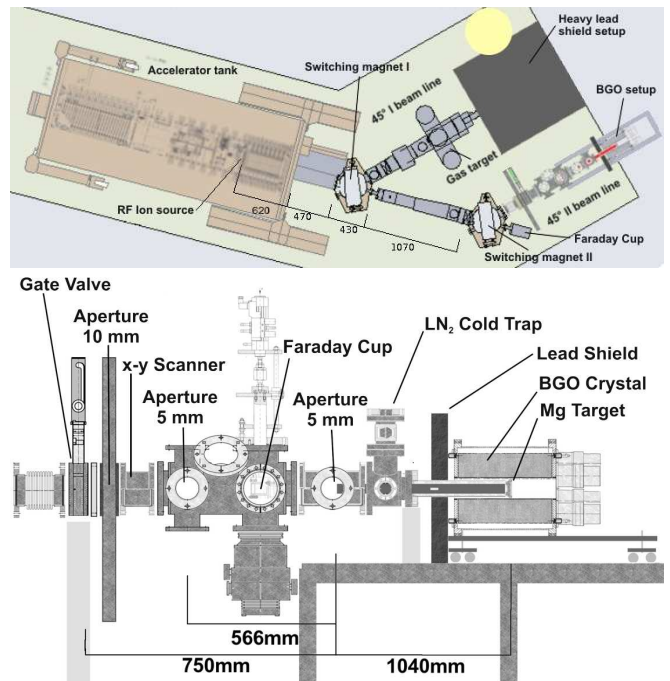 Heavy lead
shield setup
Switching magnet I
Accelerator tank
BGO setup
45° I beam line
Gas target
RF Ion source
45° II beam line
620
470
430
1070
Faraday Cup
Switching magnet II
Gate Valve
Aperture
10 mm
LN2 Cold Trap
x-y Scanner
Faraday Cup
Lead Shield
BGO Crystal
Mg Target
Aperture
5 mm
Aperture
5 mm
566mm
750mm
1040mm